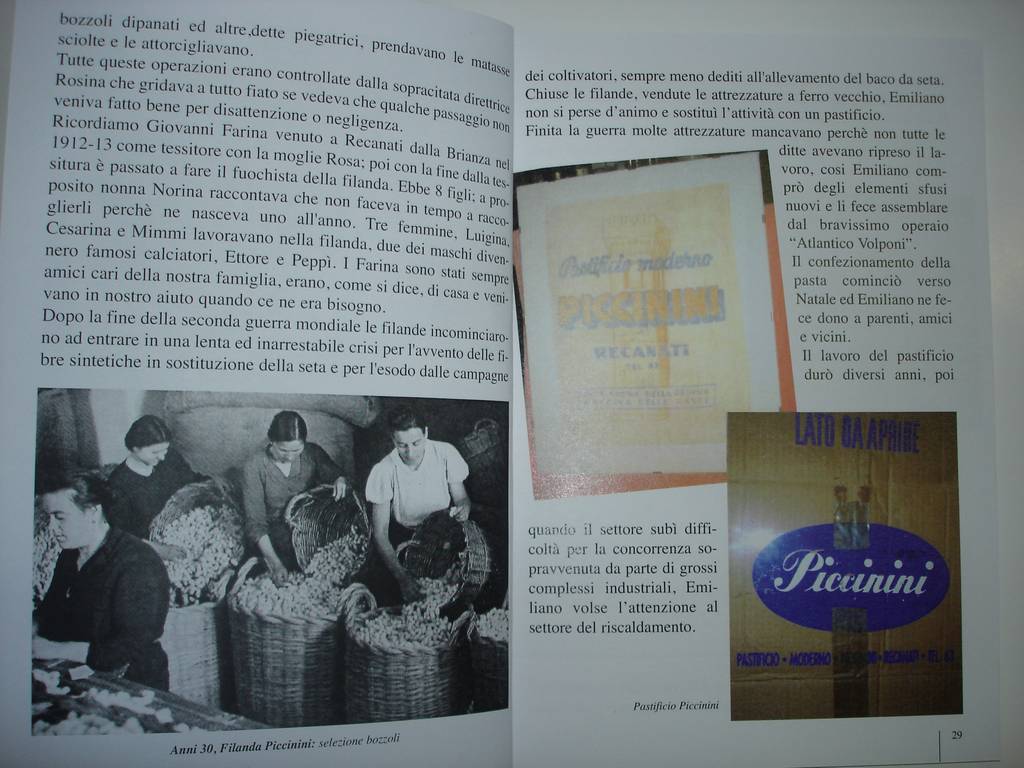 bozzoli dipanati ed altre,dette piegatrici, prendavano le matasse
sciolte e le attorcigliavano.
Tutte queste operazioni erano controllate dalla sopracitata direttrice
Rosina che gridava a tutto fiato se vedeva che qualche passaggio non
veniva fatto bene per disattenzione o negligenza.
Ricordiamo Giovanni Farina venuto a Recanati dalla Brianza nel
1912-13 come tessitore con la moglie Rosa; poi con la fine dalla tes-
situra è passato a fare il fuochista della filanda. Ebbe 8 figli; a pro-
posito nonna Norina raccontava che non faceva in tempo a racco-
glierli perchè ne nasceva uno all'anno. Tre femmine, Luigina,
Cesarina e Mimmi lavoravano nella filanda, due dei maschi diven-
nero famosi calciatori, Ettore e Peppì. I Farina sono stati sempre
amici cari della nostra famiglia, erano, come si dice, di casa e veni-
vano in nostro aiuto quando ce ne era bisogno.
Dopo la fine della seconda guerra mondiale le filande incominciaro-
no ad entrare in una lenta ed inarrestabile crisi per l'avvento delle fi-
bre sintetiche in sostituzione della seta e per l'esodo dalle campagne
Anni 30, Filanda Piccinini: selezione bozzoli
dei coltivatori, sempre meno dediti all'allevamento del baco da seta.
Chiuse le filande, vendute le attrezzature a ferro vecchio, Emiliano
non si perse d'animo e sostituì l'attività con un pastificio.
Finita la guerra molte attrezzature mancavano perchè non tutte le
ditte avevano ripreso il la-
voro, cosi Emiliano com-
prò degli elementi sfusi
nuovi e li fece assemblare
dal bravissimo operaio
"Atlantico Volponi".
Il confezionamento della
pasta cominciò verso
Natale ed Emiliano ne fe-
ce dono a parenti, amici
e vicini.
Il lavoro del pastificio
durò diversi anni, poi
Pastificio moderno
PICCININI
RECANATI
TEL 63
quando il settore subì diffi-
coltà per la concorrenza so-
pravvenuta da parte di grossi
complessi industriali, Emi-
liano volse l'attenzione al
settore del riscaldamento.
LATO DA APRIRE
Piccinini
PASTIFICIO • MODERNO • RECANATI • TEL. 63
Pastificio Piccinini
29